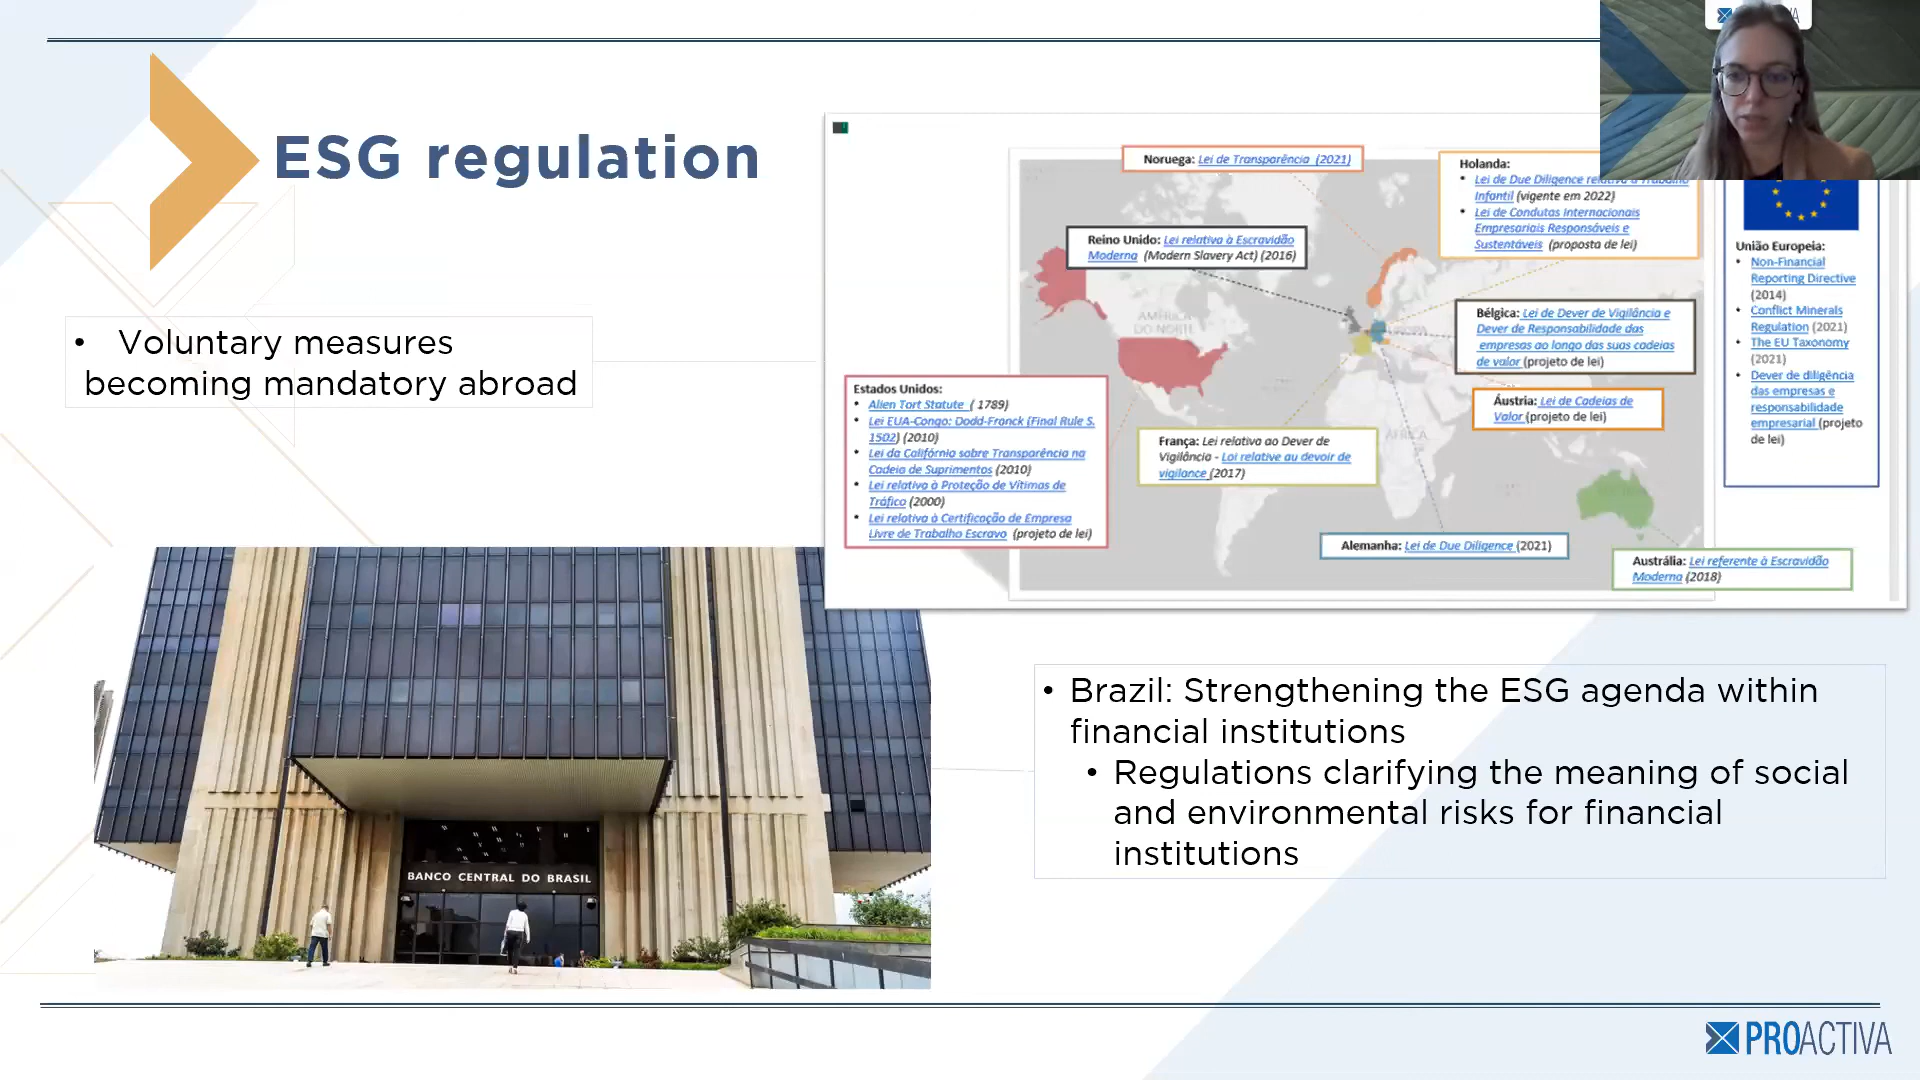 ESG regulation
• Voluntary measures
becoming mandatory abroad
Noruega: Lei de Transparência (2021)
Holanda:
• Lei de Due Diligence relativa a Trabalho
Infantil (vigente em 2022)
• Lei de Condutas Internacionais
Empresariais Responsáveis e
Sustentáveis (proposta de lei)
Reino Unido: Lei relativa à Escravidão
Moderna (Modern Slavery Act) (2016)
AMÉRICA
DO NORTE
Bélgica: Lei de Dever de Vigilância e
Dever de Responsabilidade das
empresas ao longo das suas cadeias
de valor (projeto de lei)
Estados Unidos:
• Alien Tort Statute ( 1789)
• Lei EUA-Congo: Dodd-Franck (Final Rule S.
1502) (2010)
• Lei da Califórnia sobre Transparência na
Cadeia de Suprimentos (2010)
• Lei relativa à Proteção de Vítimas de
Tráfico (2000)
• Lei relativa à Certificação de Empresa
Livre de Trabalho Escravo (projeto de lei)
Áustria: Lei de Cadeias de
Valor (projeto de lei)
França: Lei relativa ao Dever de
Vigilância - Loi relative au devoir de
vigilance (2017)
ÁFRICA
Alemanha: Lei de Due Diligence (2021)
Austrália: Lei referente à Escravidão
Moderna (2018)
União Europeia:
• Non-Financial
Reporting Directive
(2014)
• Conflict Minerals
Regulation (2021)
• The EU Taxonomy
(2021)
• Dever de diligência
das empresas e
responsabilidade
empresarial (projeto
de lei)
• Brazil: Strengthening the ESG agenda within
financial institutions
• Regulations clarifying the meaning of social
and environmental risks for financial
institutions
BANCO CENTRAL DO BRASIL
PROACTIVA